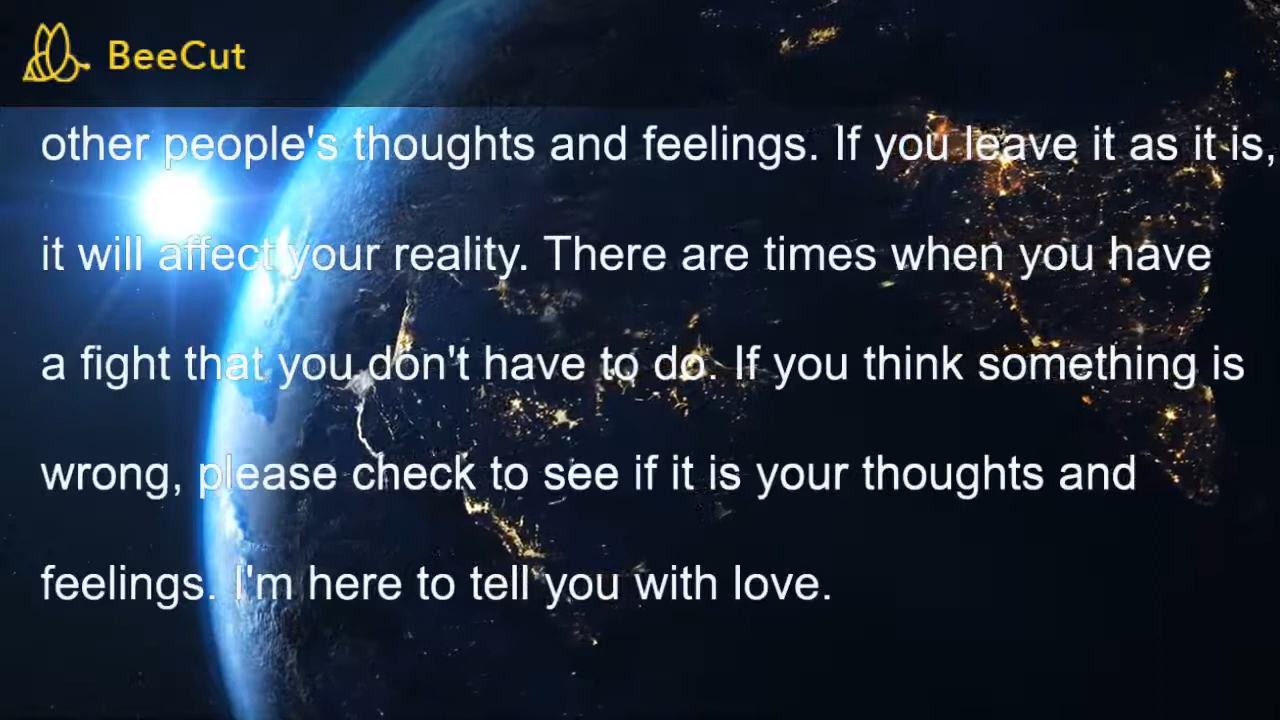 BeeCut
other people's thoughts and feelings. If you leave it as it is,
it will affect your reality. There are times when you have
a fight that you don't have to do. If you think something is
wrong, please check to see if it is your thoughts and
feelings. I'm here to tell you with love.